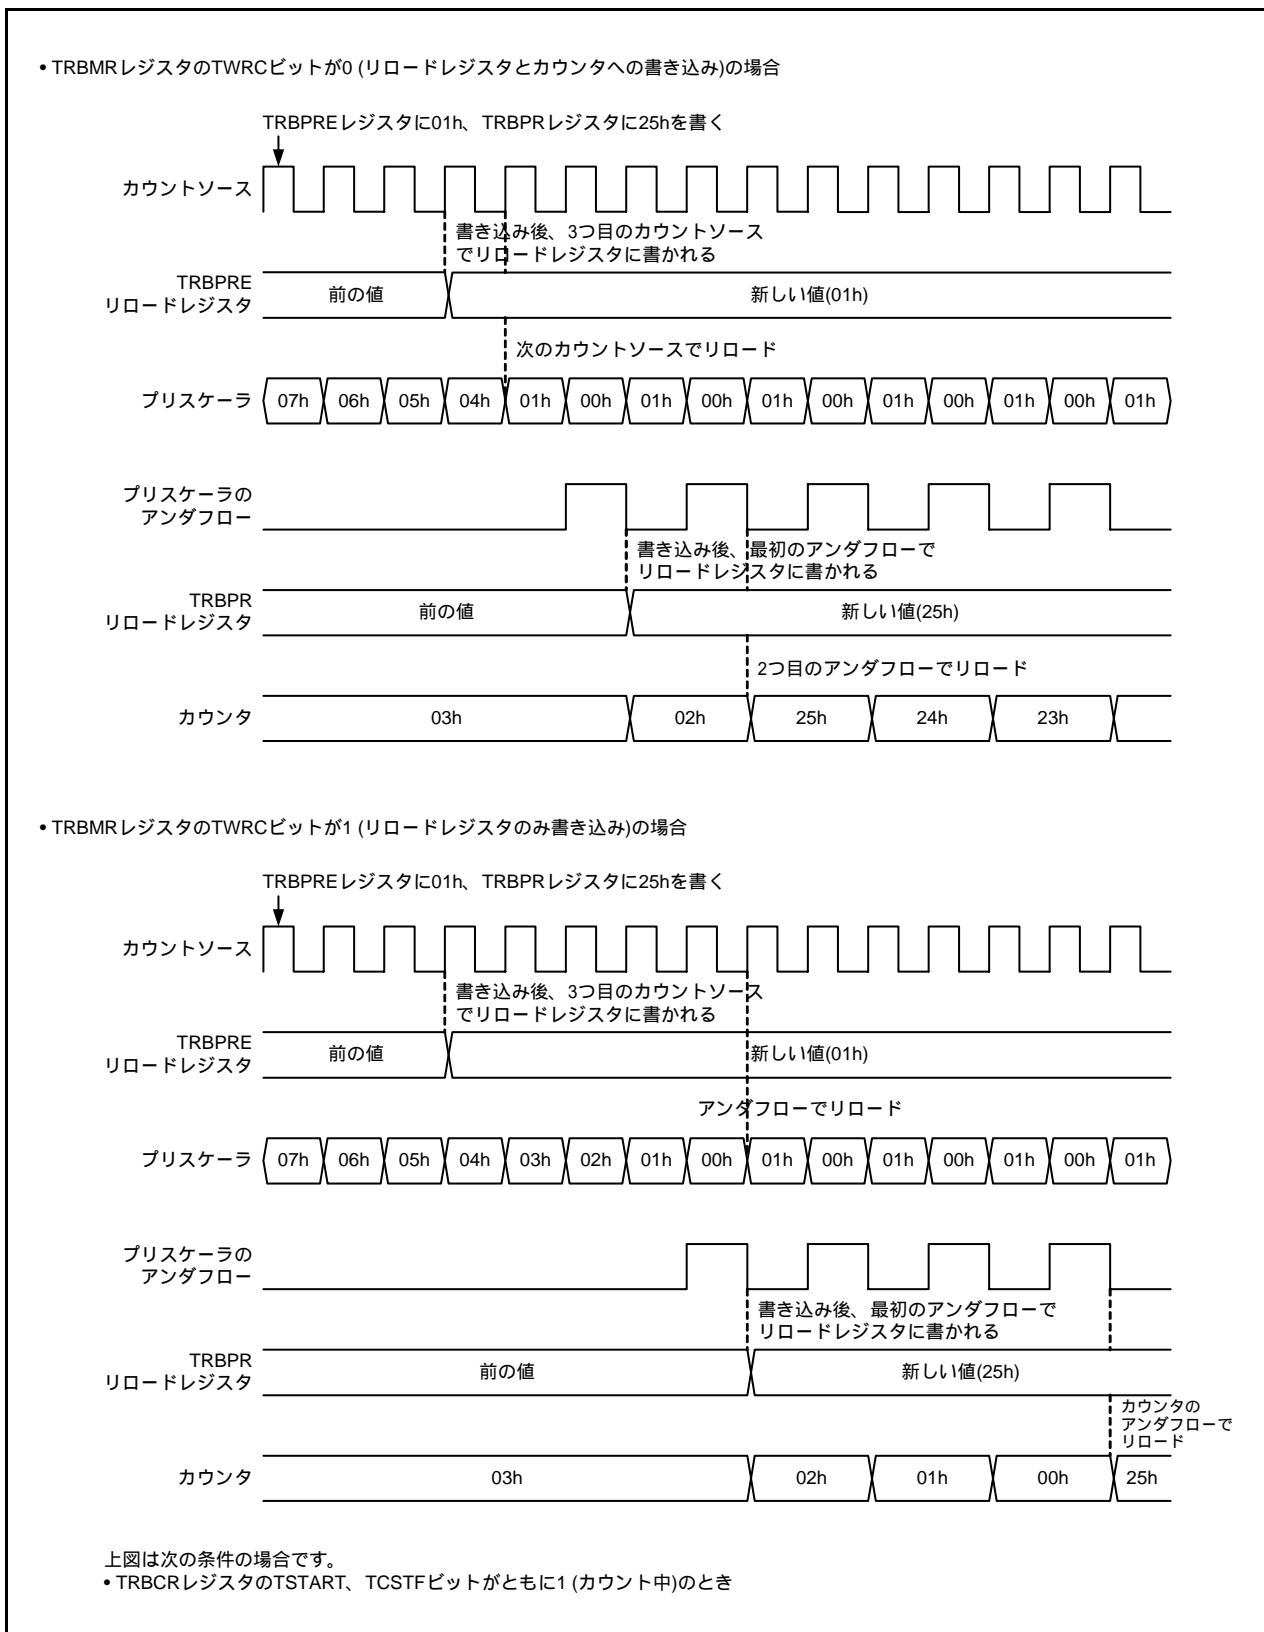 • TRBMRレジスタのTWRCビットが0 (リロードレジスタとカウンタへの書き込み)の場合
TRBPREレジスタに01h、TRBPRレジスタに25hを書く
カウントソース
書き込み後、3つ目のカウントソース
でリロードレジスタに書かれる
TRBPRE
リロードレジスタ
前の値
新しい値(01h)
次のカウントソースでリロード
プリスケーラ
07h 06h 05h 04h 01h 00h 01h 00h 01h 00h 01h 00h 01h 00h 01h
プリスケーラの
アンダフロー
書き込み後、最初のアンダフローで
リロードレジスタに書かれる
TRBPR
リロードレジスタ
前の値
新しい値(25h)
2つ目のアンダフローでリロード
カウンタ
03h 02h 25h 24h 23h
• TRBMRレジスタのTWRCビットが1 (リロードレジスタのみ書き込み)の場合
TRBPREレジスタに01h、TRBPRレジスタに25hを書く
カウントソース
書き込み後、3つ目のカウントソース
でリロードレジスタに書かれる
TRBPRE
リロードレジスタ
前の値
新しい値(01h)
アンダフローでリロード
プリスケーラ
07h 06h 05h 04h 03h 02h 01h 00h 01h 00h 01h 00h 01h 00h 01h
プリスケーラの
アンダフロー
書き込み後、最初のアンダフローで
リロードレジスタに書かれる
TRBPR
リロードレジスタ
前の値
新しい値(25h)
カウンタの
アンダフローで
リロード
カウンタ
03h 02h 01h 00h 25h
上図は次の条件の場合です。
• TRBCRレジスタのTSTART、TCSTFビットがともに1 (カウント中)のとき